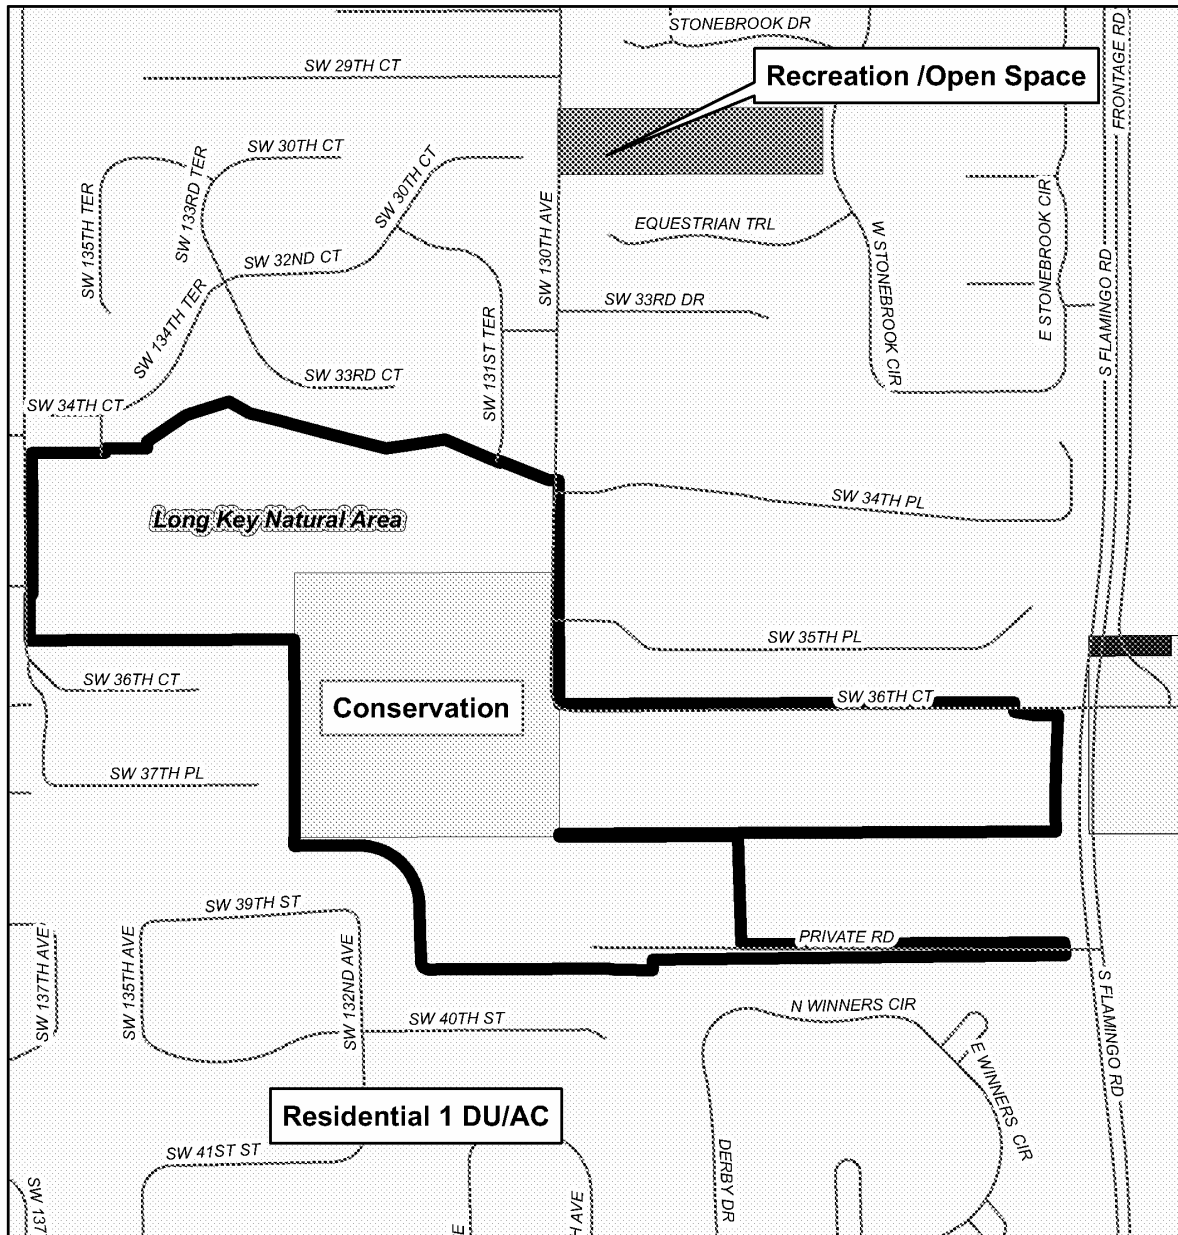 STONEBROOK DR
FRONTAGE RD
SW 29TH CT
Recreation /Open Space
SW 30TH CT
SW 133RD TER
SW 30TH CT
SW 135TH TER
SW 130TH AVE
EQUESTRIAN TRL
W STONEBROOK CIR
E STONEBROOK CIR
SW 32ND CT
S FLAMINGO RD
SW 134TH TER
SW 33RD DR
SW 131ST TER
SW 33RD CT
SW 34TH CT
SW 34TH PL
Long Key Natural Area
SW 35TH PL
SW 36TH CT
SW 36TH CT
Conservation
SW 37TH PL
SW 39TH ST
PRIVATE RD
SW 137TH AVE
SW 135TH AVE
SW 132ND AVE
S FLAMINGO RD
N WINNERS CIR
SW 40TH ST
E WINNERS CIR
Residential 1 DU/AC
SW 41ST ST
DERBY DR
SW 137
E
H AVE